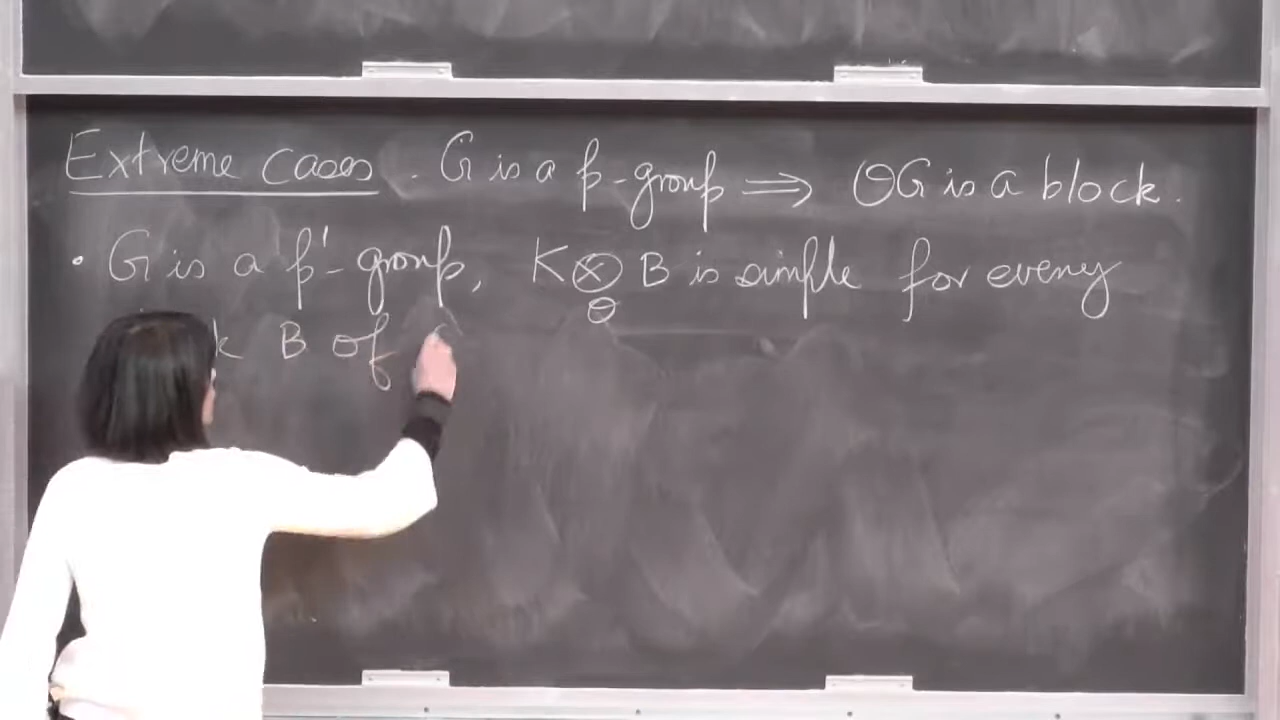 Extreme cases . G is a p-group ⟹ 𝒪G is a block.
• G is a p'-group, K ⊗_𝒪 B is simple for every
k B of